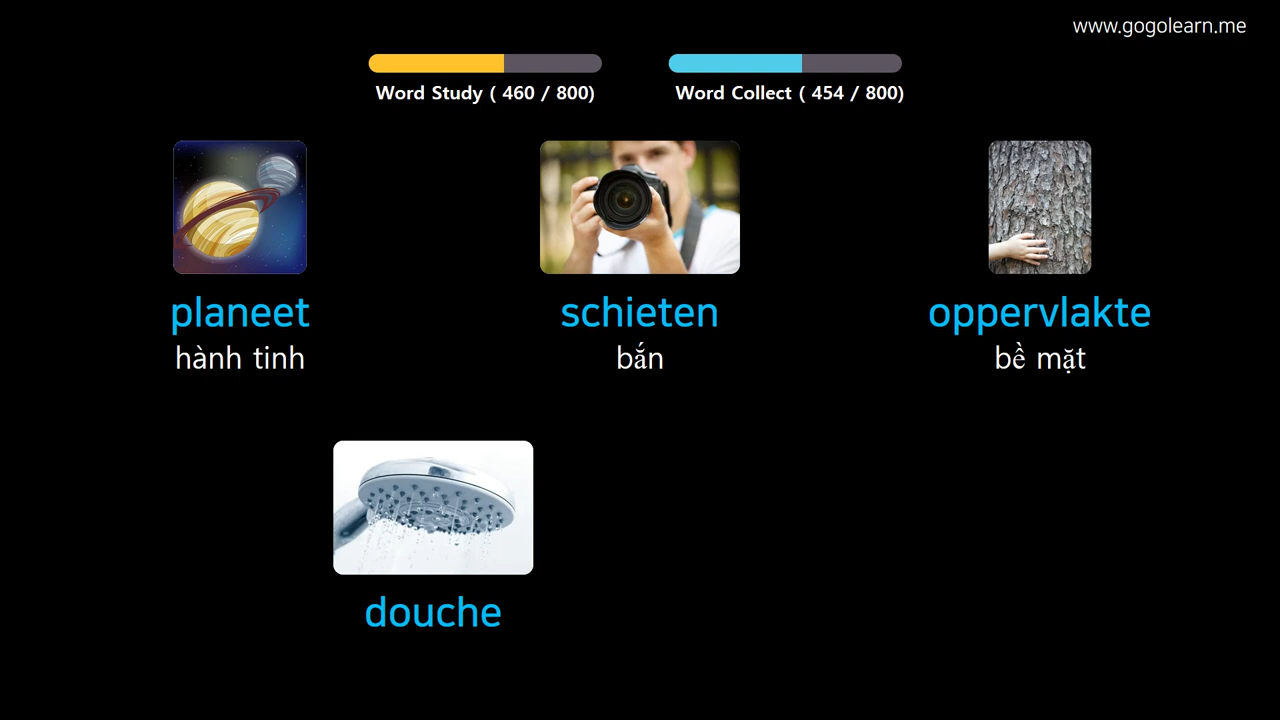 www.gogolearn.me
Word Study ( 460 / 800)
Word Collect ( 454 / 800)
planeet
hành tinh
schieten
bắn
oppervlakte
bề mặt
douche